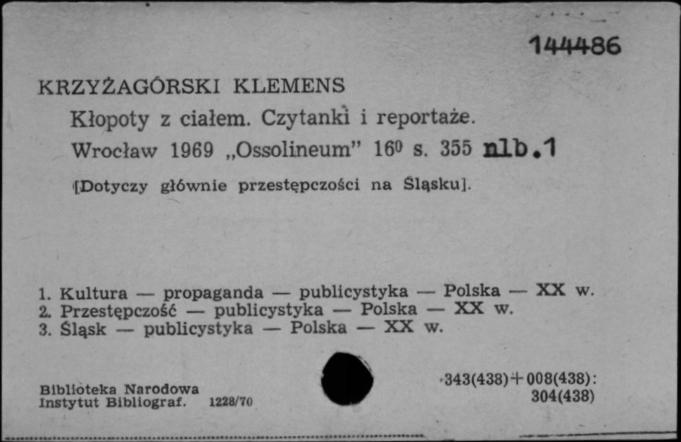 144486
KRZYŻAGÓRSKI KLEMENS
Kłopoty z ciałem. Czytanki i reportaże.
Wrocław 1969 „Ossolineum” 16⁰ s. 355 nlb.1
[Dotyczy głównie przestępczości na Śląsku].
1. Kultura — propaganda — publicystyka — Polska — XX w.
2. Przestępczość — publicystyka — Polska — XX w.
3. Śląsk — publicystyka — Polska — XX w.
343(438)+008(438):
304(438)
Biblioteka Narodowa
Instytut Bibliograf. 1228/70